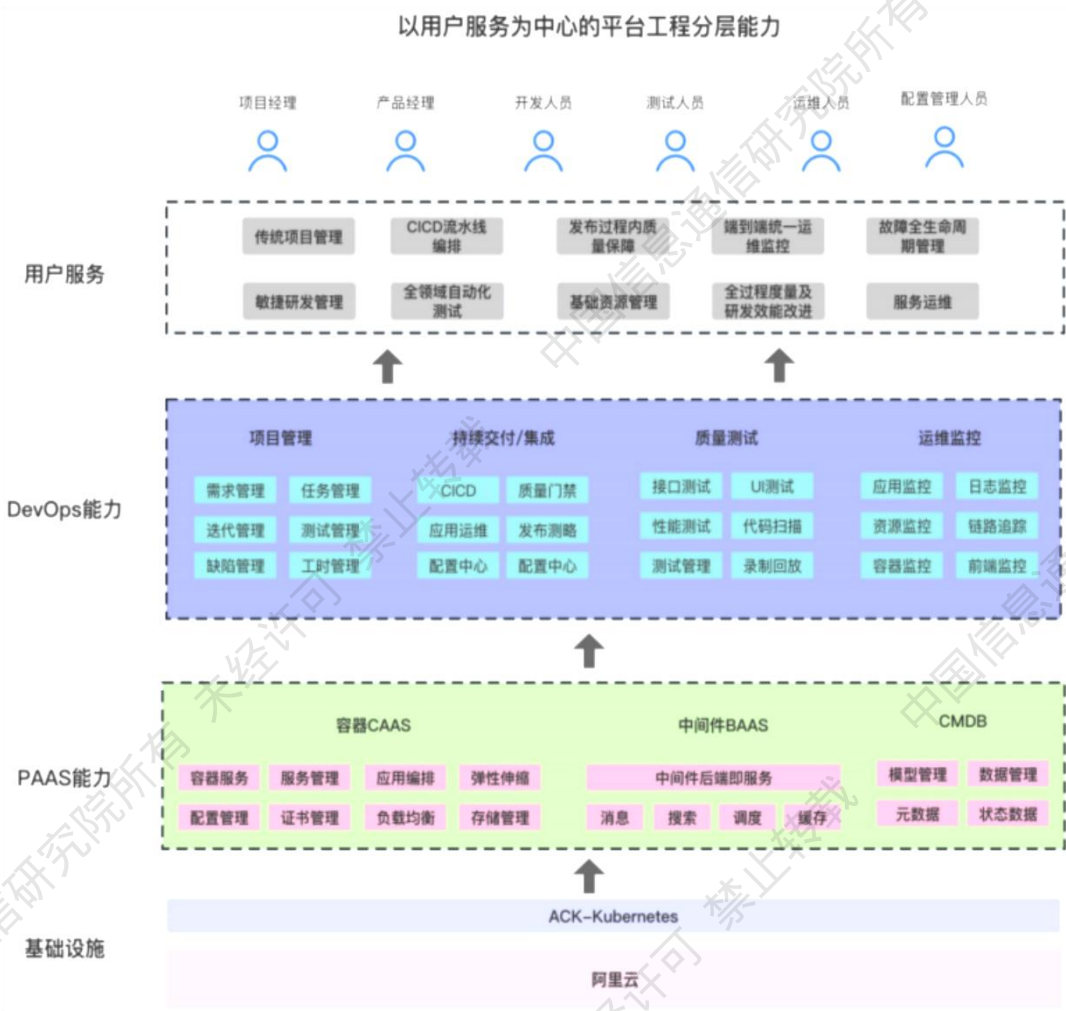 以用户服务为中心的平台工程分层能力
项目经理
产品经理
开发人员
测试人员
运维人员
配置管理人员
用户服务
传统项目管理
CICD流水线
编排
发布过程内质
量保障
端到端统一运
维监控
故障全生命周
期管理
敏捷研发管理
全领域自动化
测试
基础资源管理
全过程度量及
研发效能改进
服务运维
DevOps能力
项目管理
需求管理
任务管理
迭代管理
测试管理
缺陷管理
工时管理
持续交付/集成
CICD
质量门禁
应用运维
发布测略
配置中心
配置中心
质量测试
接口测试
UI测试
性能测试
代码扫描
测试管理
录制回放
运维监控
应用监控
日志监控
资源监控
链路追踪
容器监控
前端监控
PAAS能力
容器CAAS
容器服务
服务管理
应用编排
弹性伸缩
配置管理
证书管理
负载均衡
存储管理
中间件BAAS
中间件后端即服务
消息
搜索
调度
缓存
CMDB
模型管理
数据管理
元数据
状态数据
基础设施
ACK-Kubernetes
阿里云
中国信息通信研究院所有
未经许可 禁止转载
中国信息通
信研究院所有
经许可 禁止转载